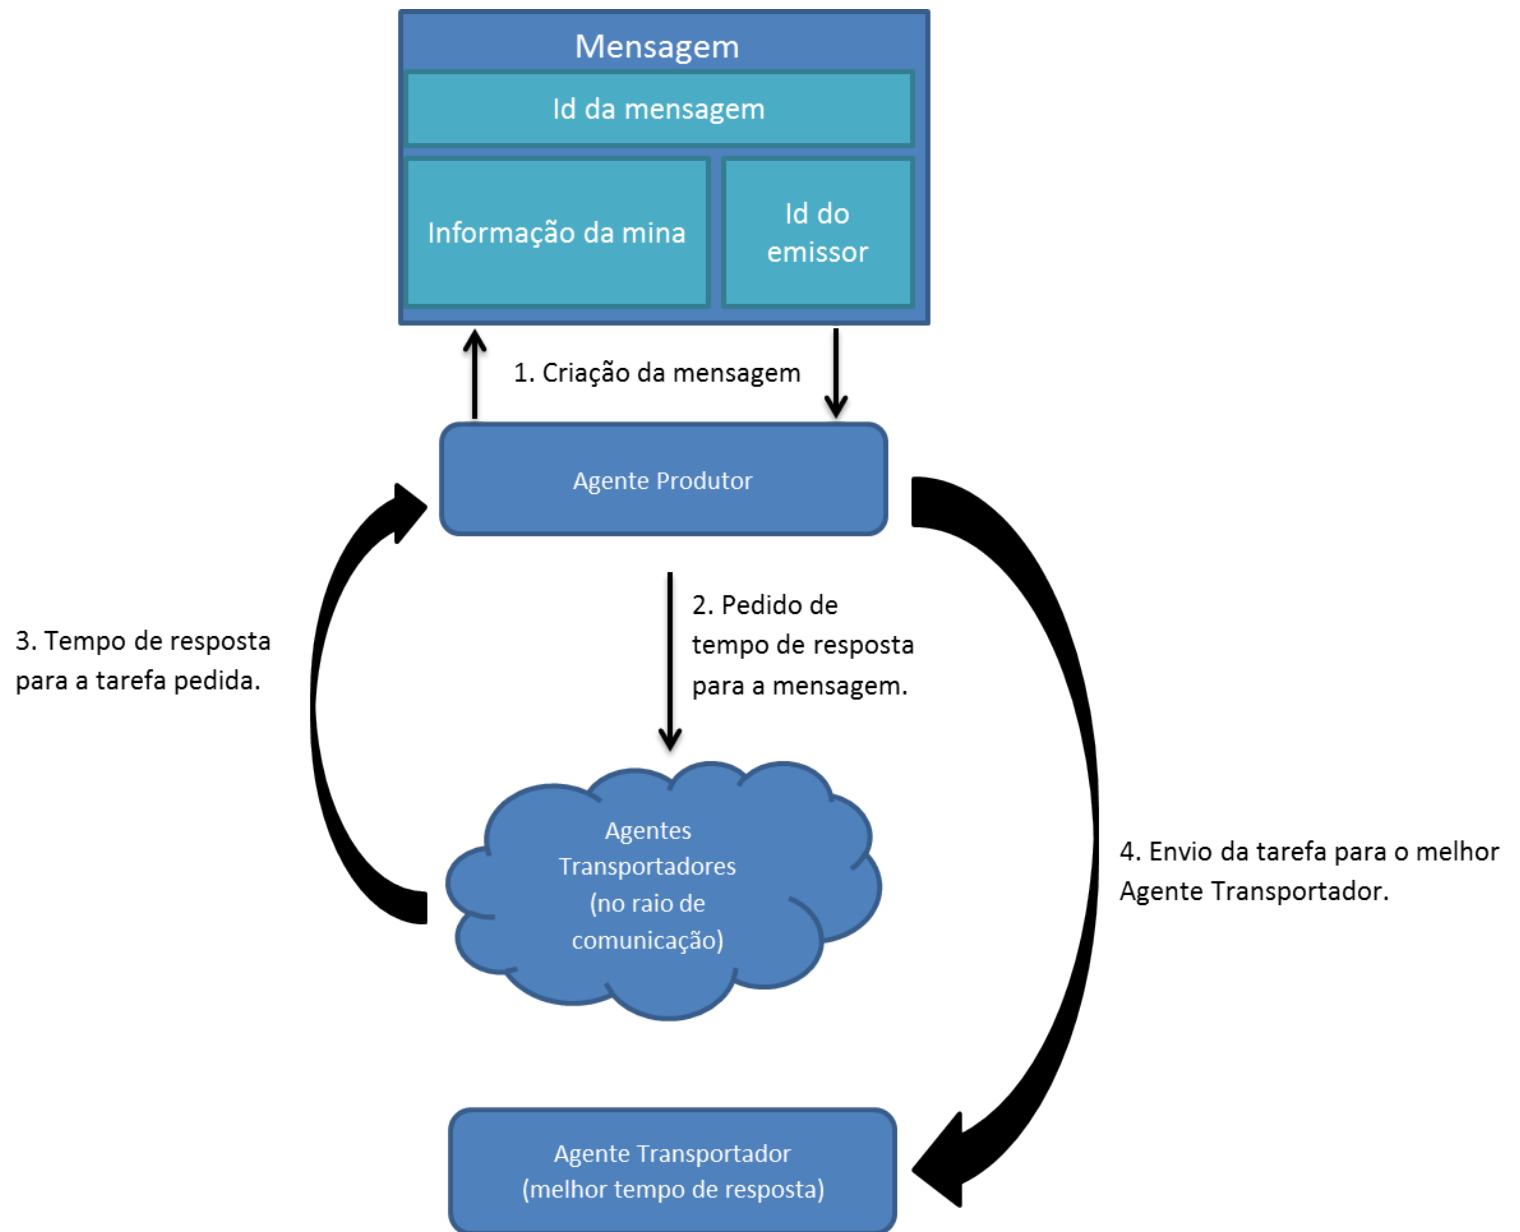 Mensagem
Id da mensagem
Informação da mina
Id do
emissor
1. Criação da mensagem
Agente Produtor
2. Pedido de
tempo de resposta
para a mensagem.
3. Tempo de resposta
para a tarefa pedida.
Agentes
Transportadores
(no raio de
comunicação)
4. Envio da tarefa para o melhor
Agente Transportador.
Agente Transportador
(melhor tempo de resposta)